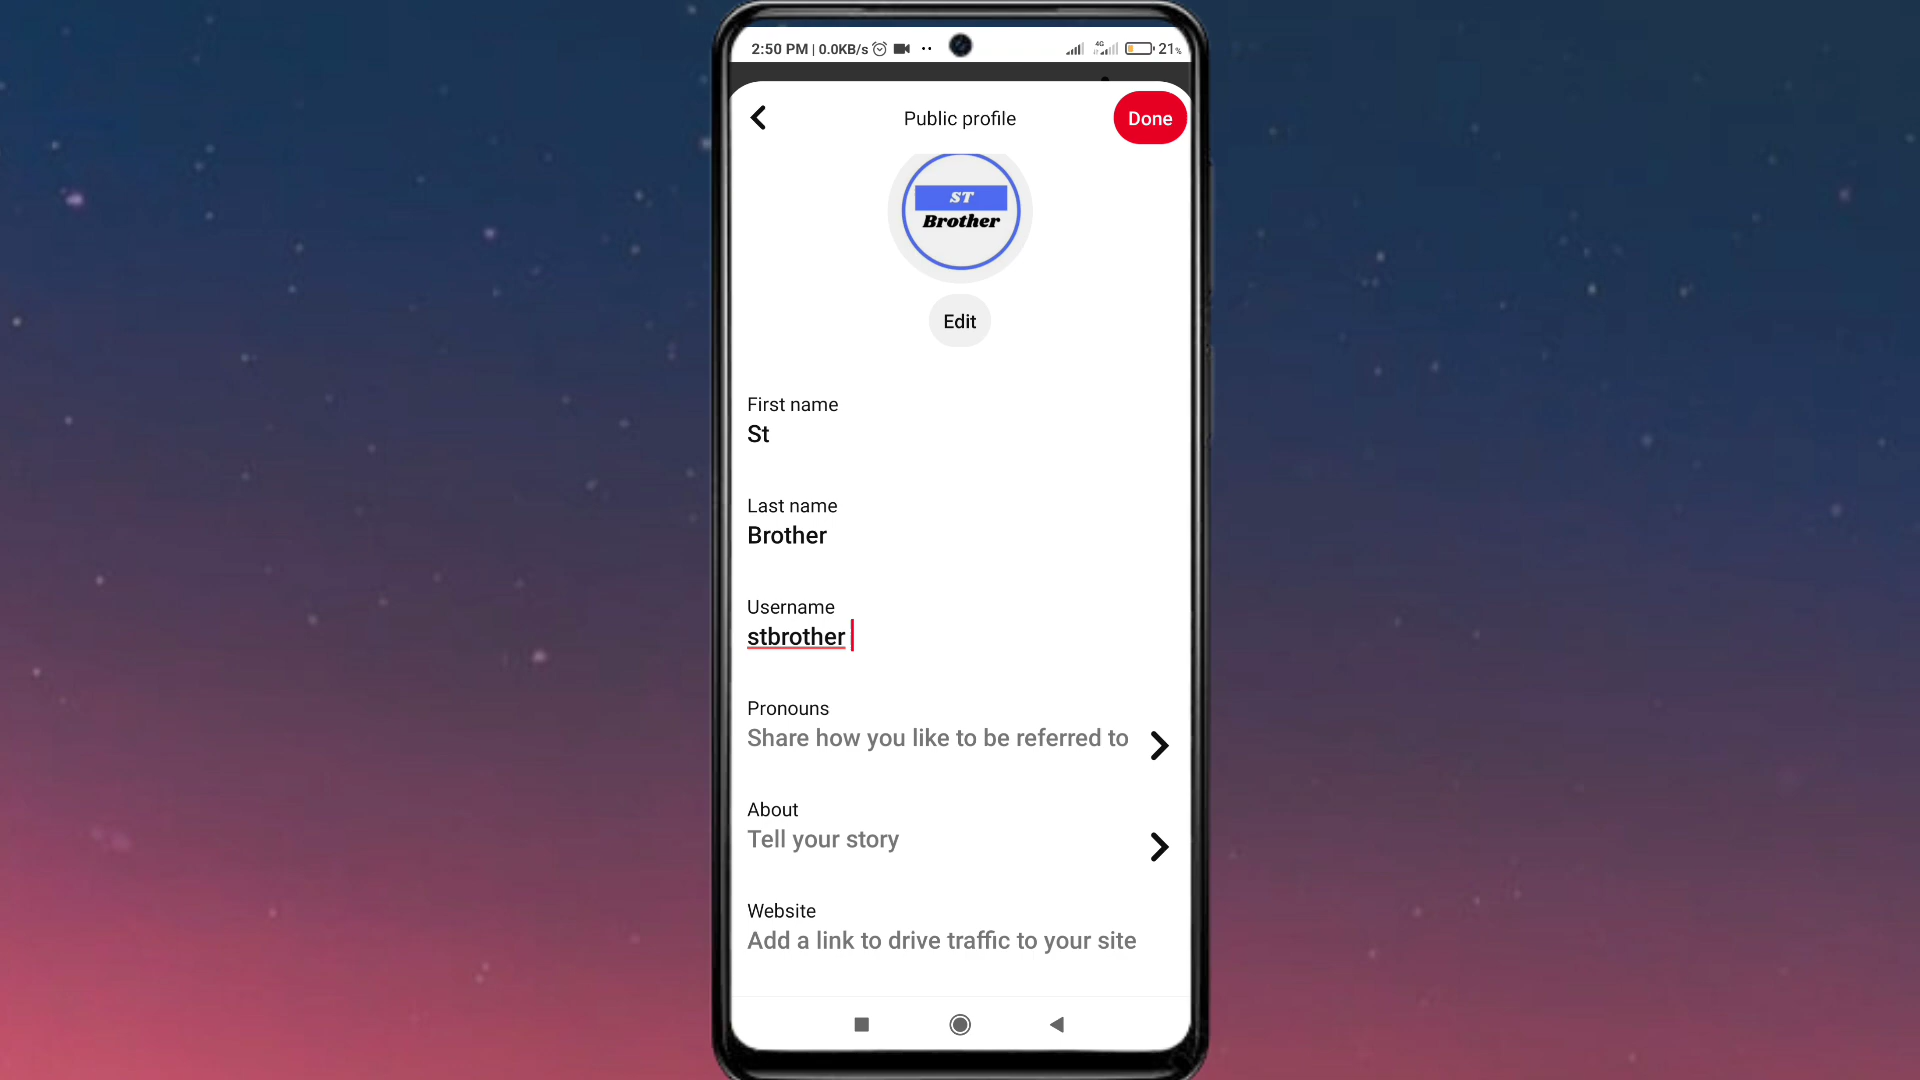 2:50 PM | 0.0KB/s 4G 21%
Public profile
Done
ST
Brother
Edit
First name
St
Last name
Brother
Username
stbrother
Pronouns
Share how you like to be referred to
About
Tell your story
Website
Add a link to drive traffic to your site